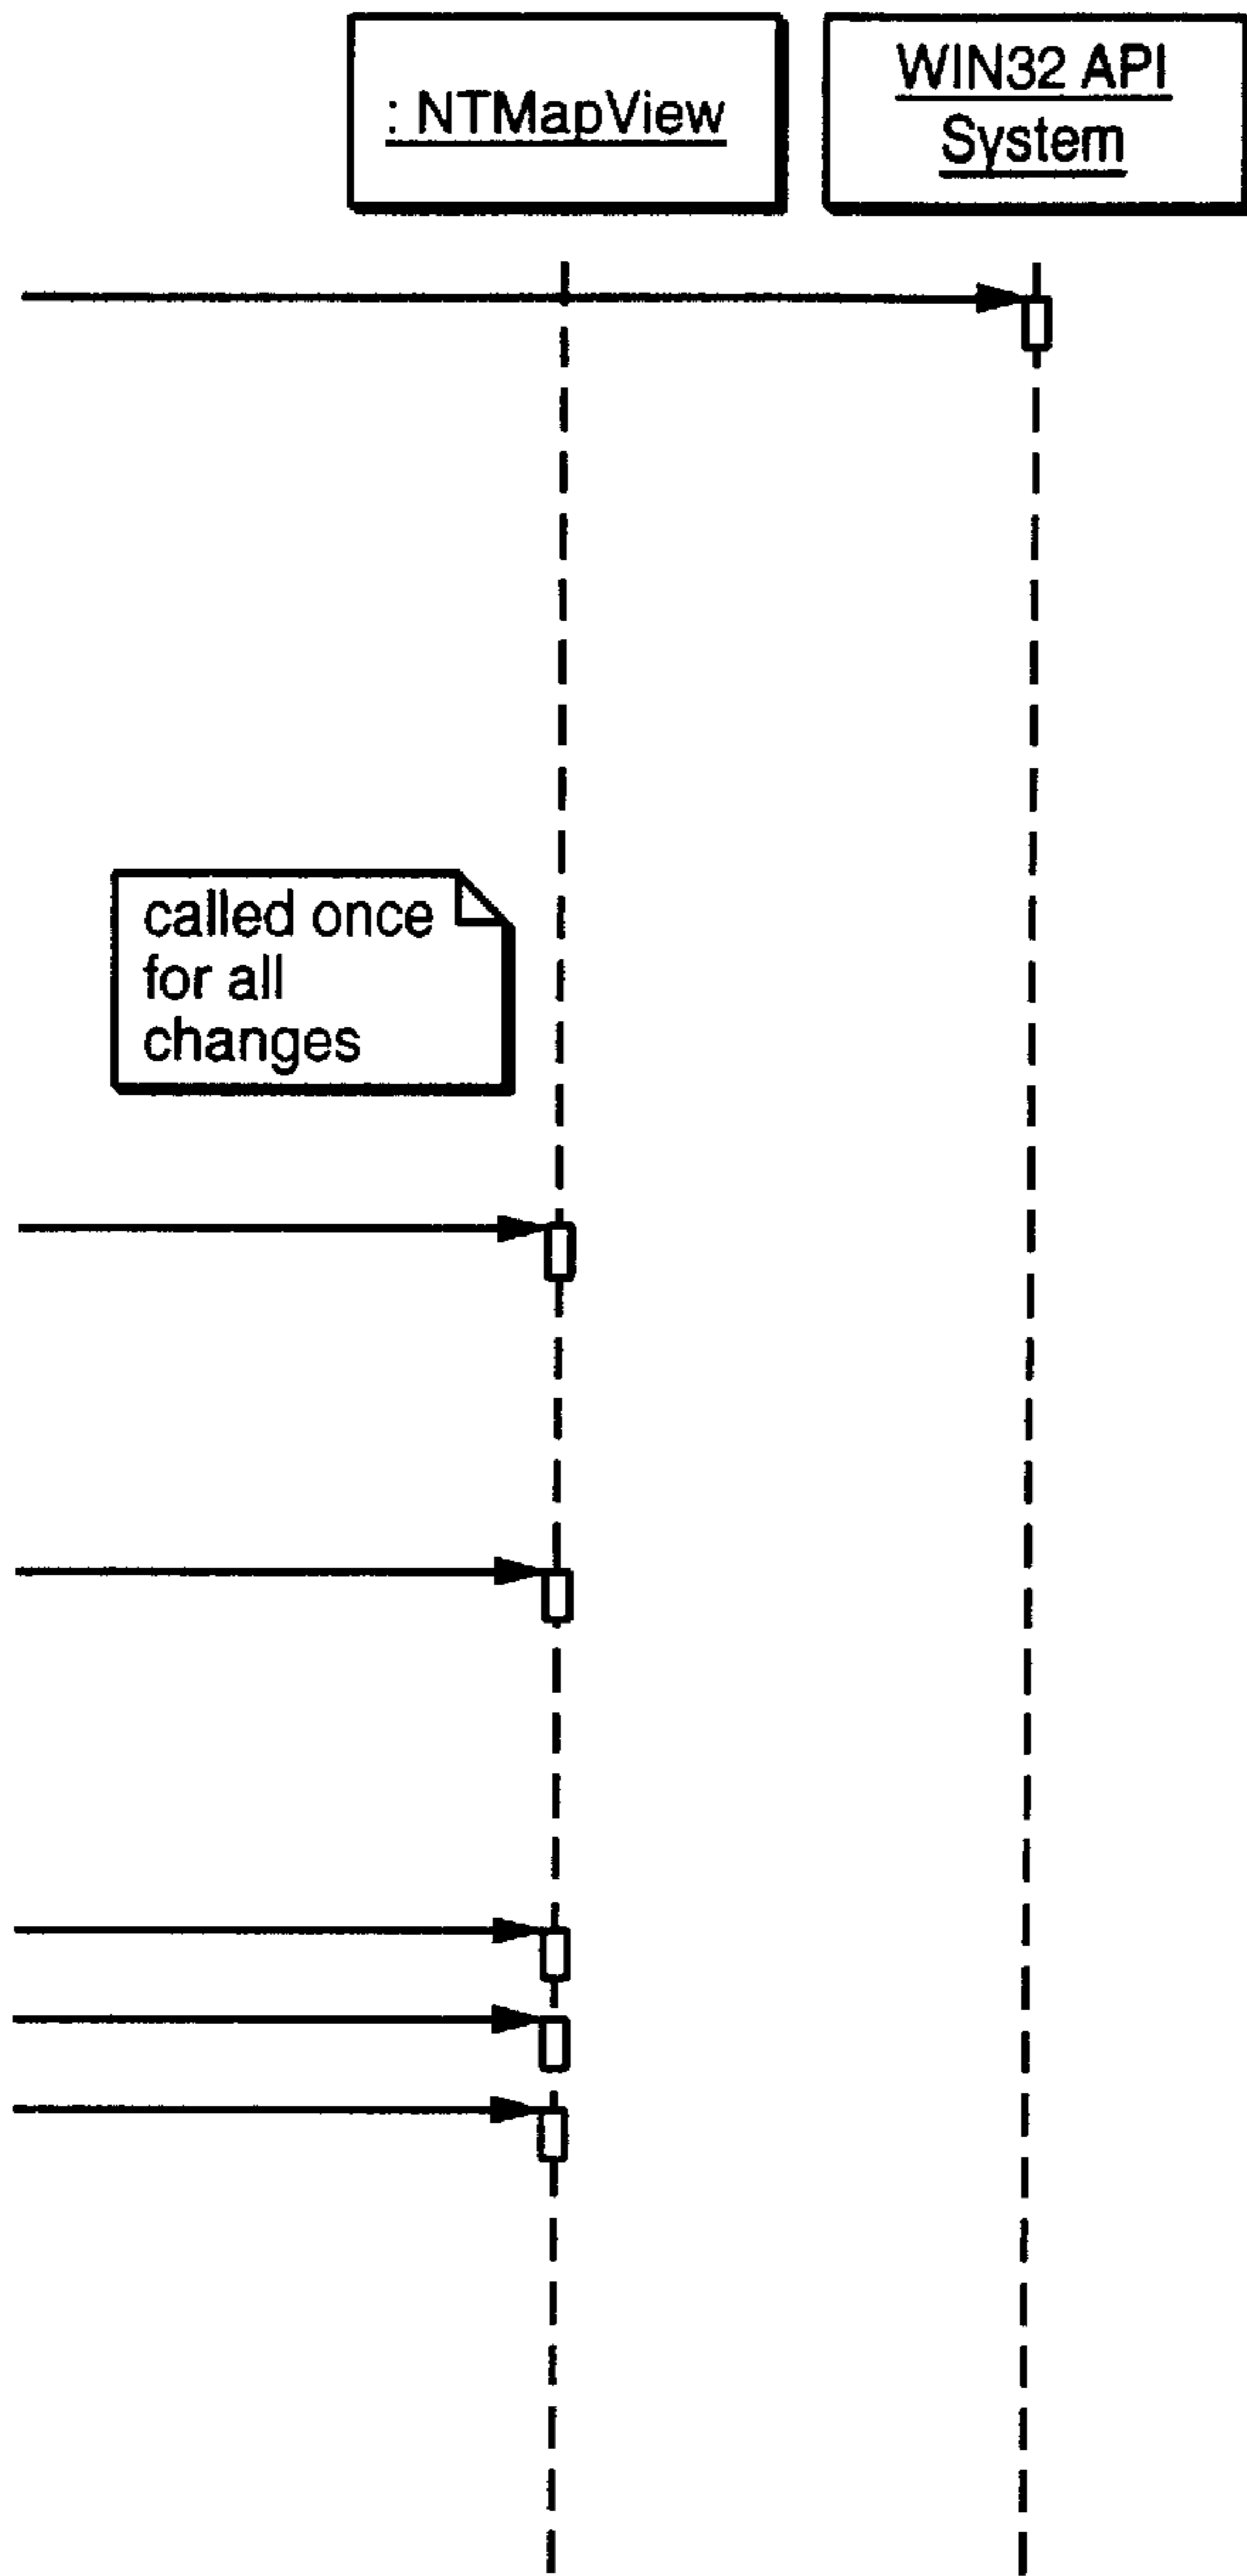 : NTMapView
WIN32 API
System
called once
for all
changes